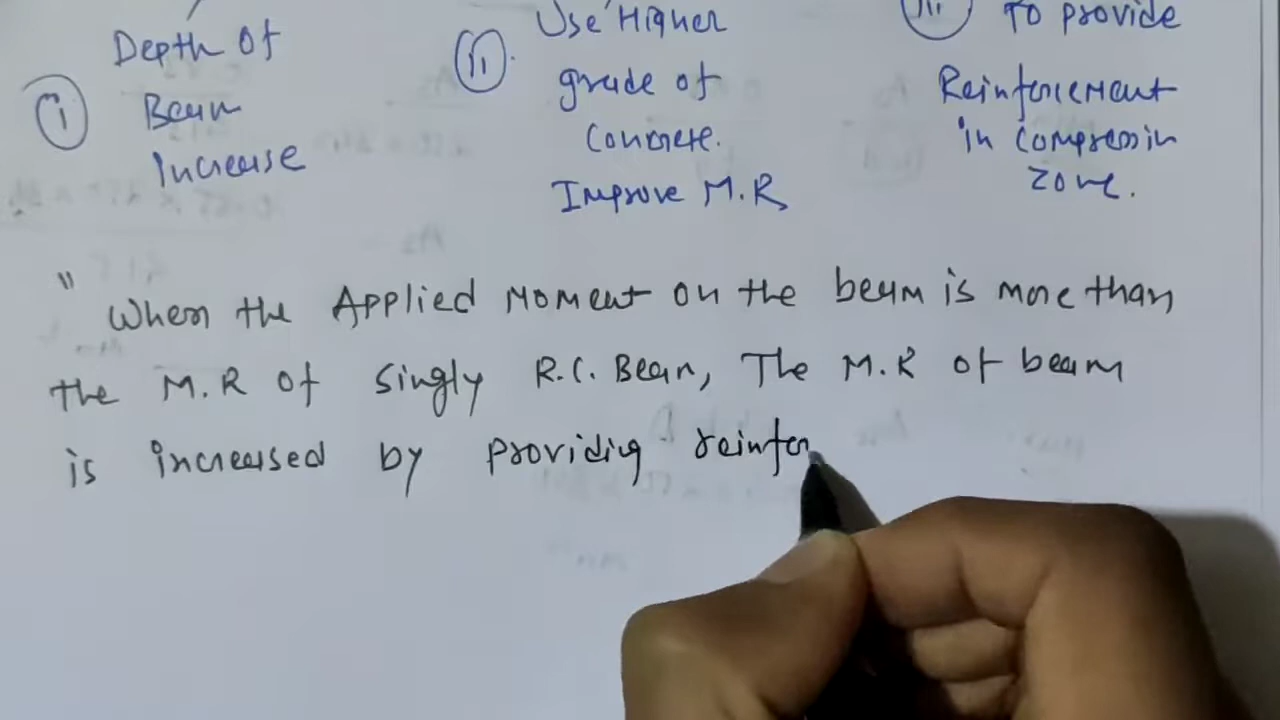 Depth Of
(i) Beam
Increase
(ii) Use Higher
grade of
Concrete.
Improve M.R
(iii) To provide
Reinforcement
in compression
zone.
"When the Applied Moment on the beam is more than
the M.R of singly R.C. Beam, The M.R of beam
is increased by providing reinfor